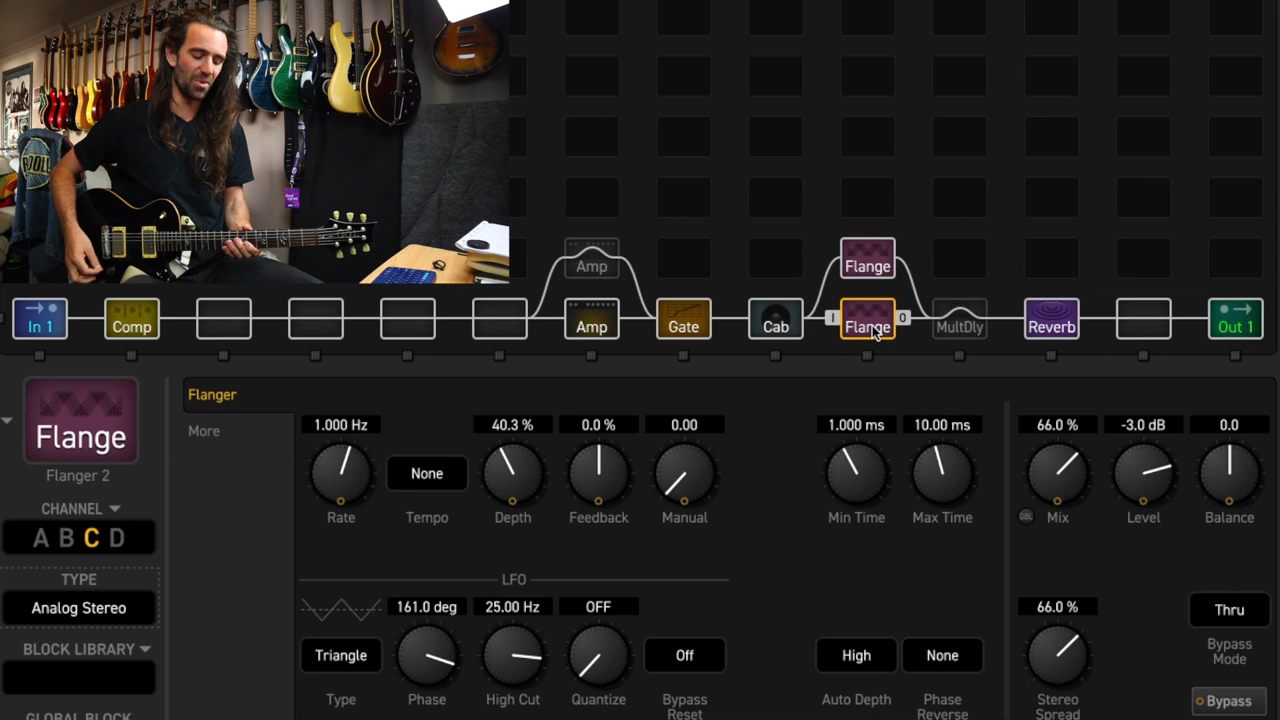 Amp
Flange
In 1
Comp
Amp
Gate
Cab
I
Flange
O
MultDly
Reverb
Out 1
Flange
Flanger 2
CHANNEL
A B C D
TYPE
Analog Stereo
BLOCK LIBRARY
GLOBAL BLOCK
Flanger
More
1.000 Hz
40.3 %
0.0 %
0.00
1.000 ms
10.00 ms
66.0 %
-3.0 dB
0.0
None
Rate
Tempo
Depth
Feedback
Manual
Min Time
Max Time
GBL
Mix
Level
Balance
LFO
161.0 deg
25.00 Hz
OFF
66.0 %
Thru
Triangle
Off
High
None
Bypass
Mode
Type
Phase
High Cut
Quantize
Bypass
Reset
Auto Depth
Phase
Reverse
Stereo
Spread
Bypass